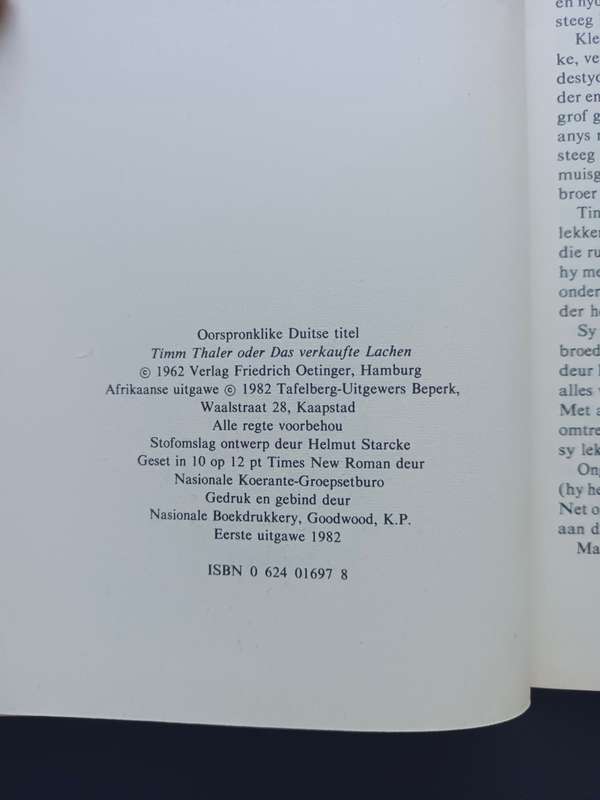 Oorspronklike Duitse titel
Timm Thaler oder Das verkaufte Lachen
© 1962 Verlag Friedrich Oetinger, Hamburg
Afrikaanse uitgawe © 1982 Tafelberg-Uitgewers Beperk,
Waalstraat 28, Kaapstad
Alle regte voorbehou
Stofomslag ontwerp deur Helmut Starcke
Geset in 10 op 12 pt Times New Roman deur
Nasionale Koerante-Groepsetburo
Gedruk en gebind deur
Nasionale Boekdrukkery, Goodwood, K.P.
Eerste uitgawe 1982
ISBN 0 624 01697 8
steeg
Kle
ke, ve
destyd
der en
grof g
anys
steeg
muisg
broer
Tim
lekke
die ru
hy me
onder
der h
Sy
broed
deur
alles
Met a
omtre
sy lek
Ong
(hy he
Net o
aan d
Ma